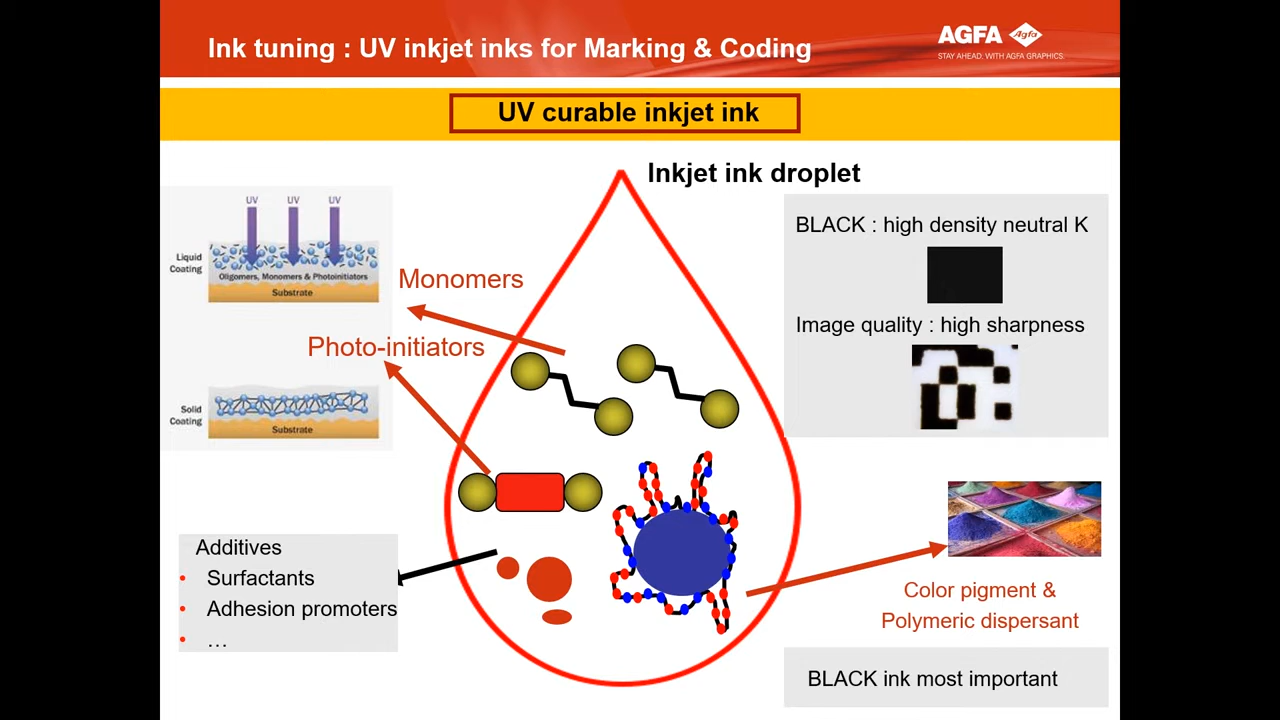 Ink tuning : UV inkjet inks for Marking & Coding
AGFA
Agfa
STAY AHEAD. WITH AGFA GRAPHICS.
UV curable inkjet ink
Inkjet ink droplet
UV UV UV
Liquid
Coating
Oligomers, Monomers & Photoinitiators
Substrate
Monomers
Photo-initiators
Solid
Coating
Substrate
BLACK : high density neutral K
Image quality : high sharpness
Additives
• Surfactants
• Adhesion promoters
• …
Color pigment &
Polymeric dispersant
BLACK ink most important